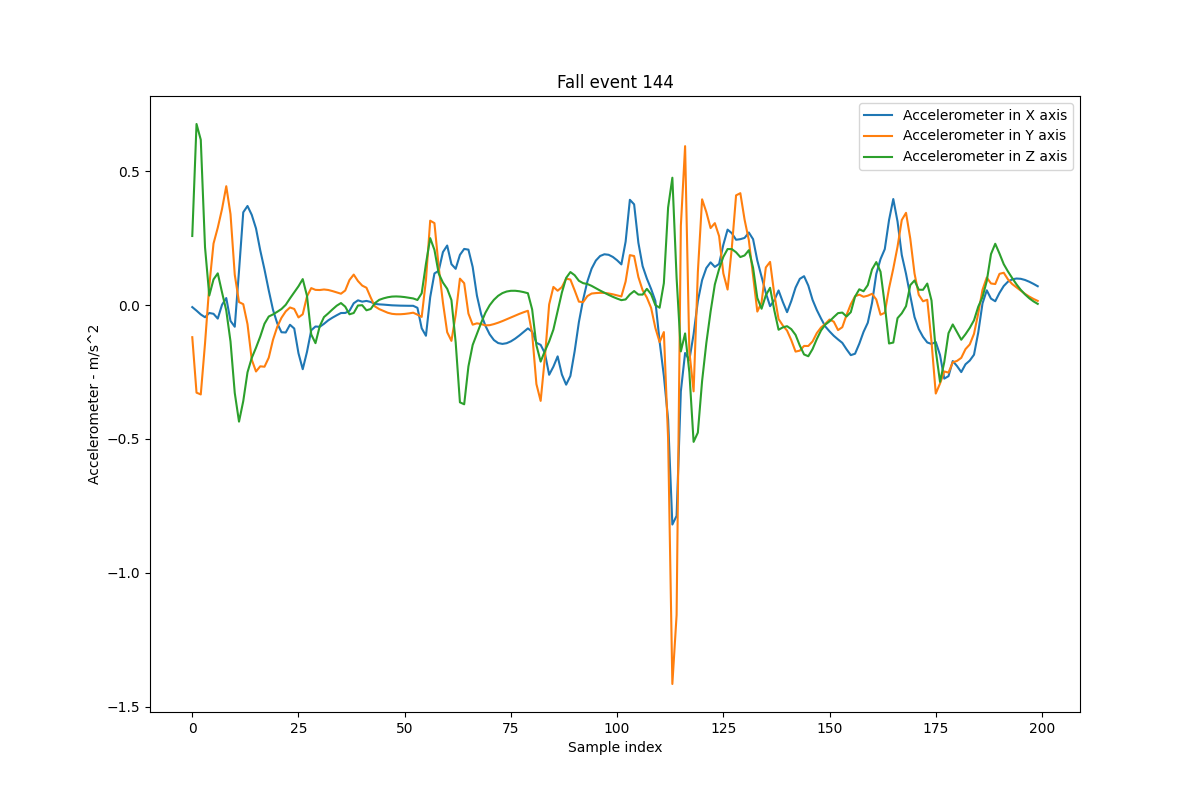 Fall event 144
Accelerometer in X axis
Accelerometer in Y axis
Accelerometer in Z axis
0.5
0.0
−0.5
−1.0
−1.5
Accelerometer - m/s^2
0 25 50 75 100 125 150 175 200
Sample index